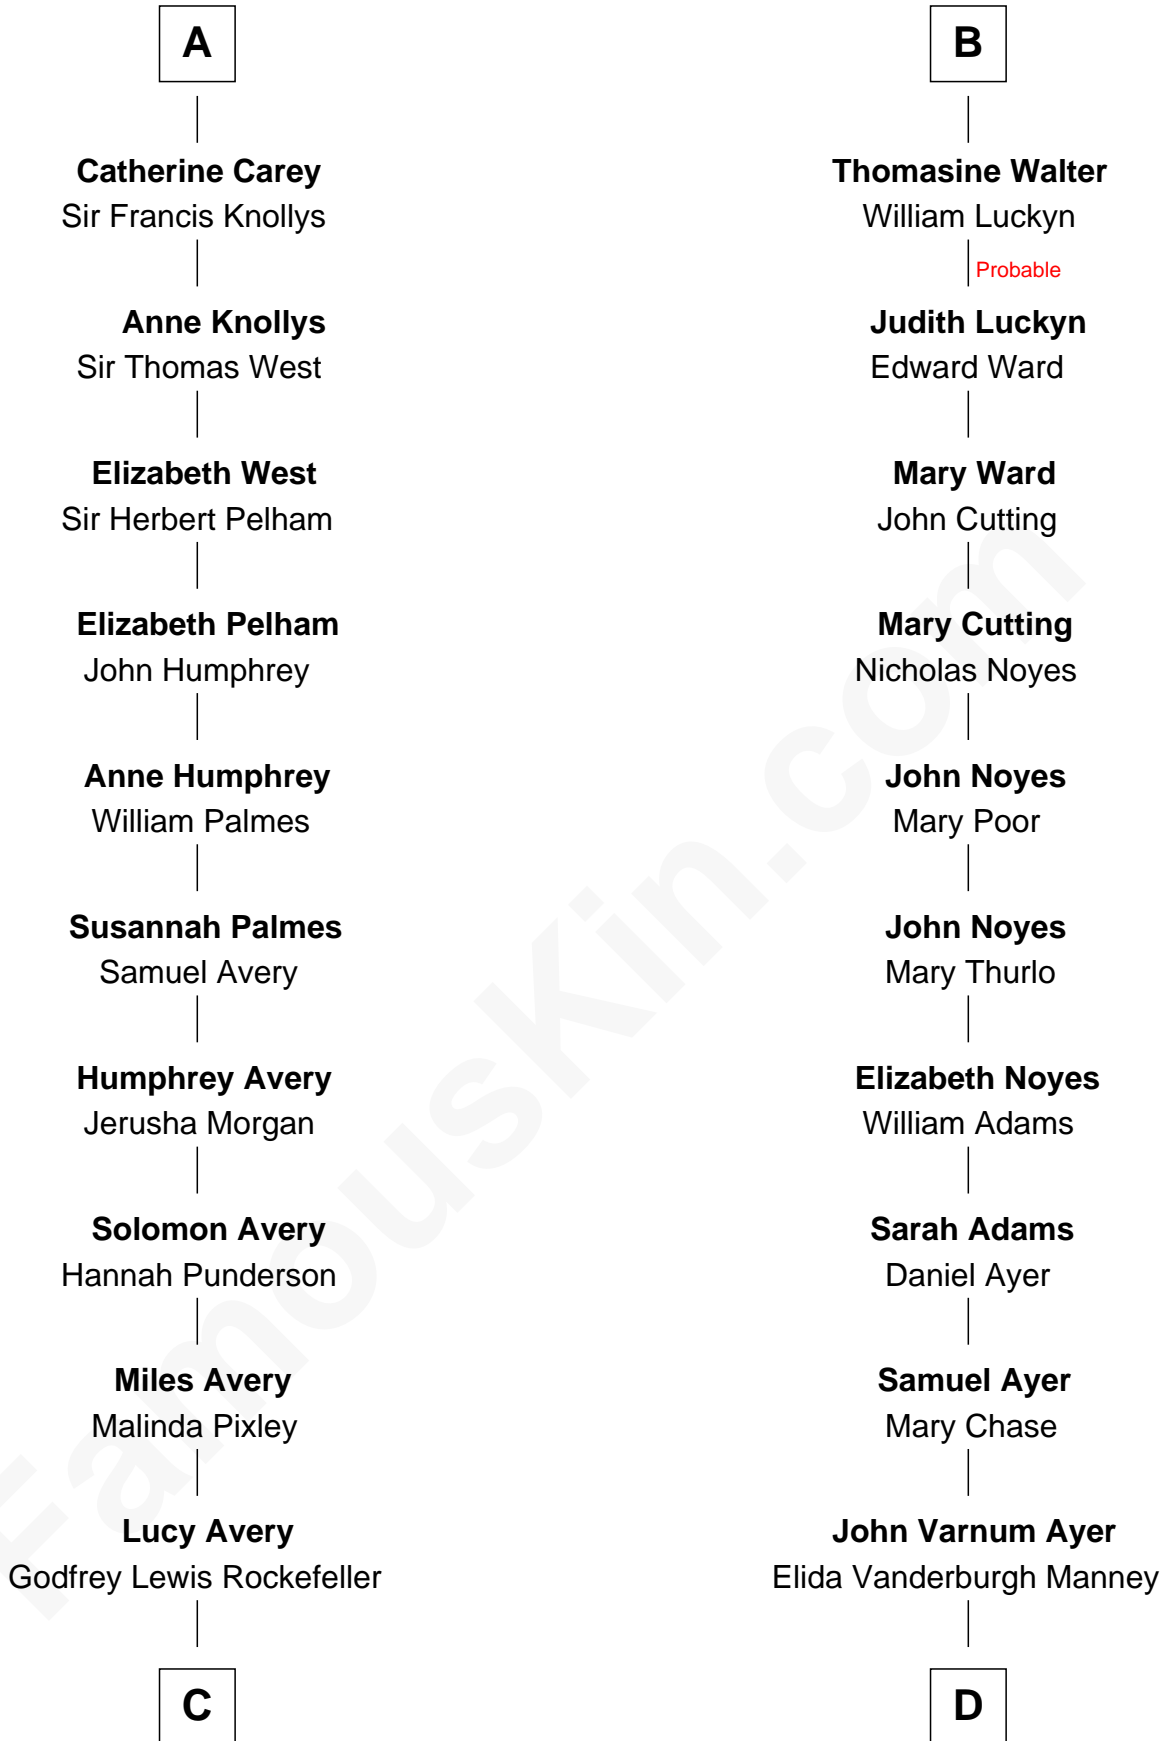 A
Catherine Carey
Sir Francis Knollys
Anne Knollys
Sir Thomas West
Elizabeth West
Sir Herbert Pelham
Elizabeth Pelham
John Humphrey
Anne Humphrey
William Palmes
Susannah Palmes
Samuel Avery
Humphrey Avery
Jerusha Morgan
Solomon Avery
Hannah Punderson
Miles Avery
Malinda Pixley
Lucy Avery
Godfrey Lewis Rockefeller
C
B
Thomasine Walter
William Luckyn
Probable
Judith Luckyn
Edward Ward
Mary Ward
John Cutting
Mary Cutting
Nicholas Noyes
John Noyes
Mary Poor
John Noyes
Mary Thurlo
Elizabeth Noyes
William Adams
Sarah Adams
Daniel Ayer
Samuel Ayer
Mary Chase
John Varnum Ayer
Elida Vanderburgh Manney
D
FamousKin.com